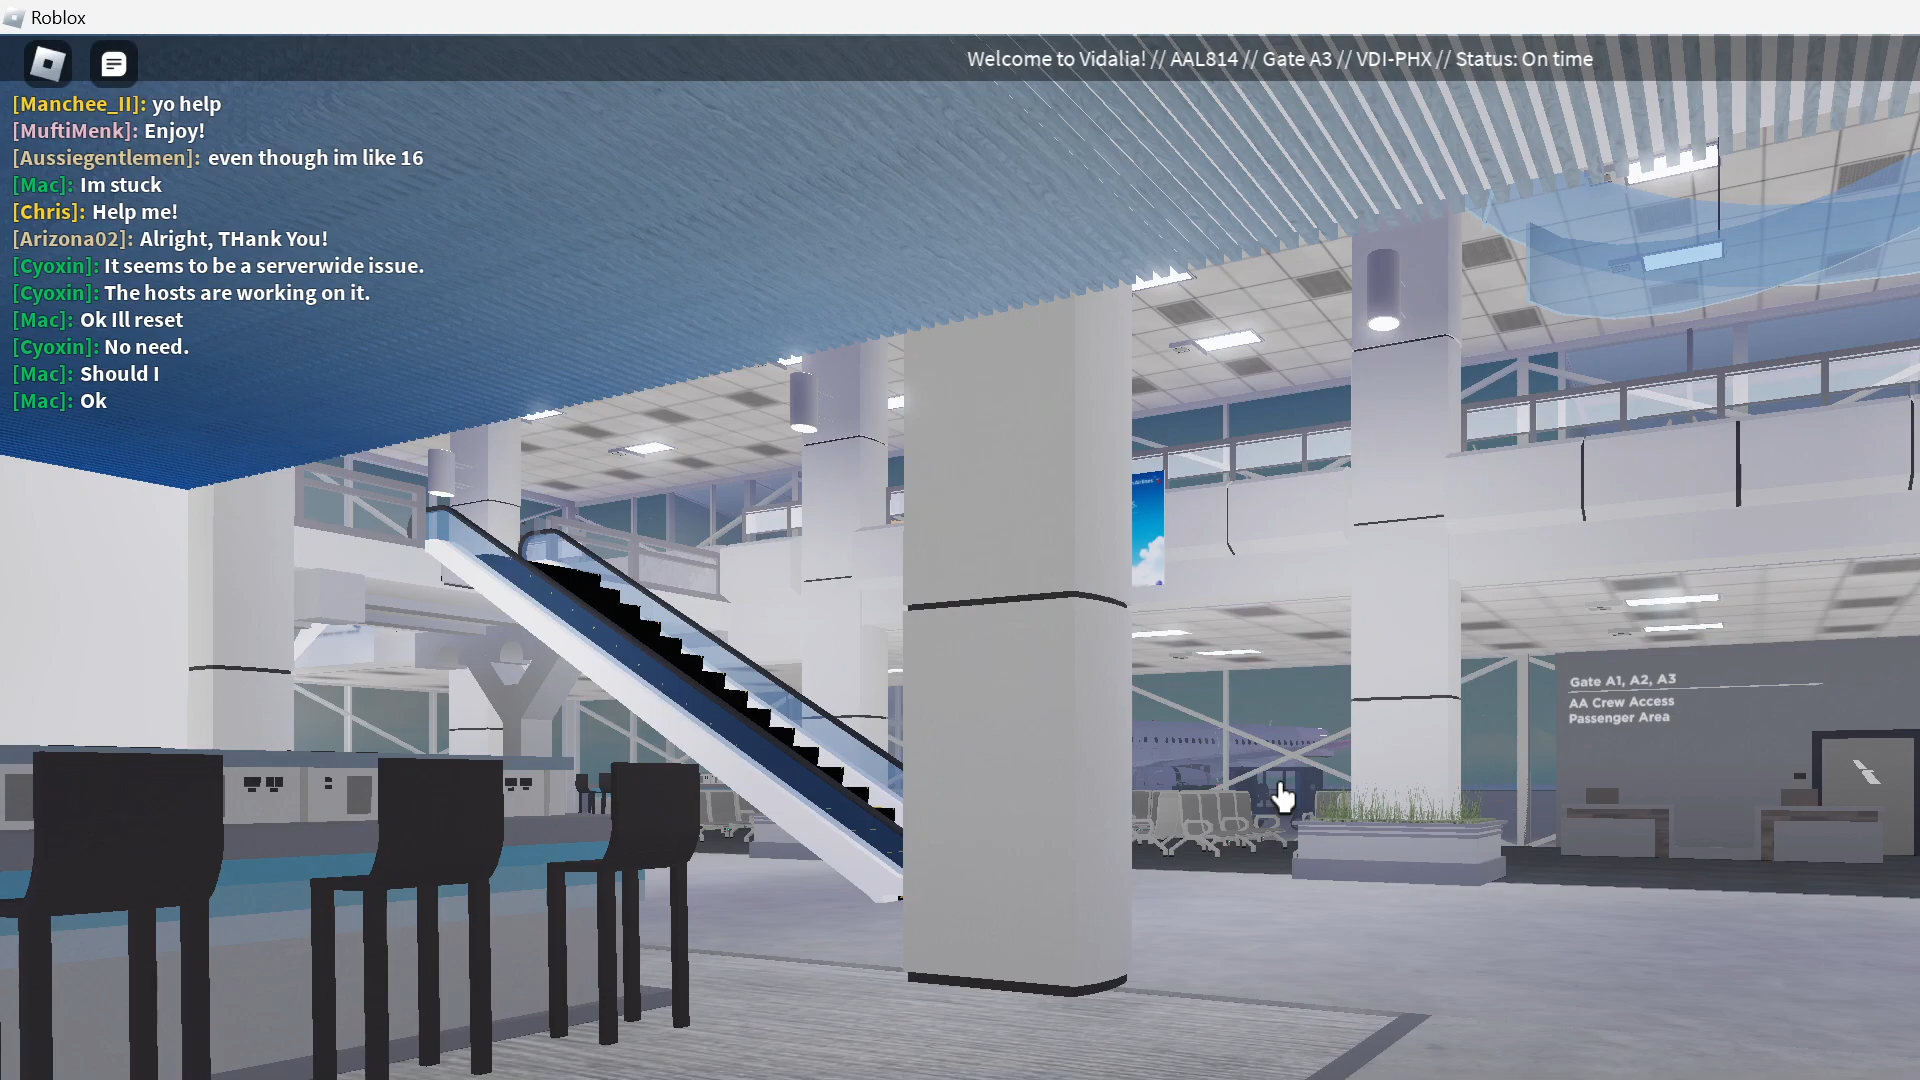 Roblox
Welcome to Vidalia! // AAL814 // Gate A3 // VDI-PHX // Status: On time
[Manchee_II]: yo help
[MuftiMenk]: Enjoy!
[Aussiegentlemen]: even though im like 16
[Mac]: Im stuck
[Chris]: Help me!
[Arizona02]: Alright, THank You!
[Cyoxin]: It seems to be a serverwide issue.
[Cyoxin]: The hosts are working on it.
[Mac]: Ok Ill reset
[Cyoxin]: No need.
[Mac]: Should I
[Mac]: Ok
Gate A1, A2, A3
AA Crew Access
Passenger Area